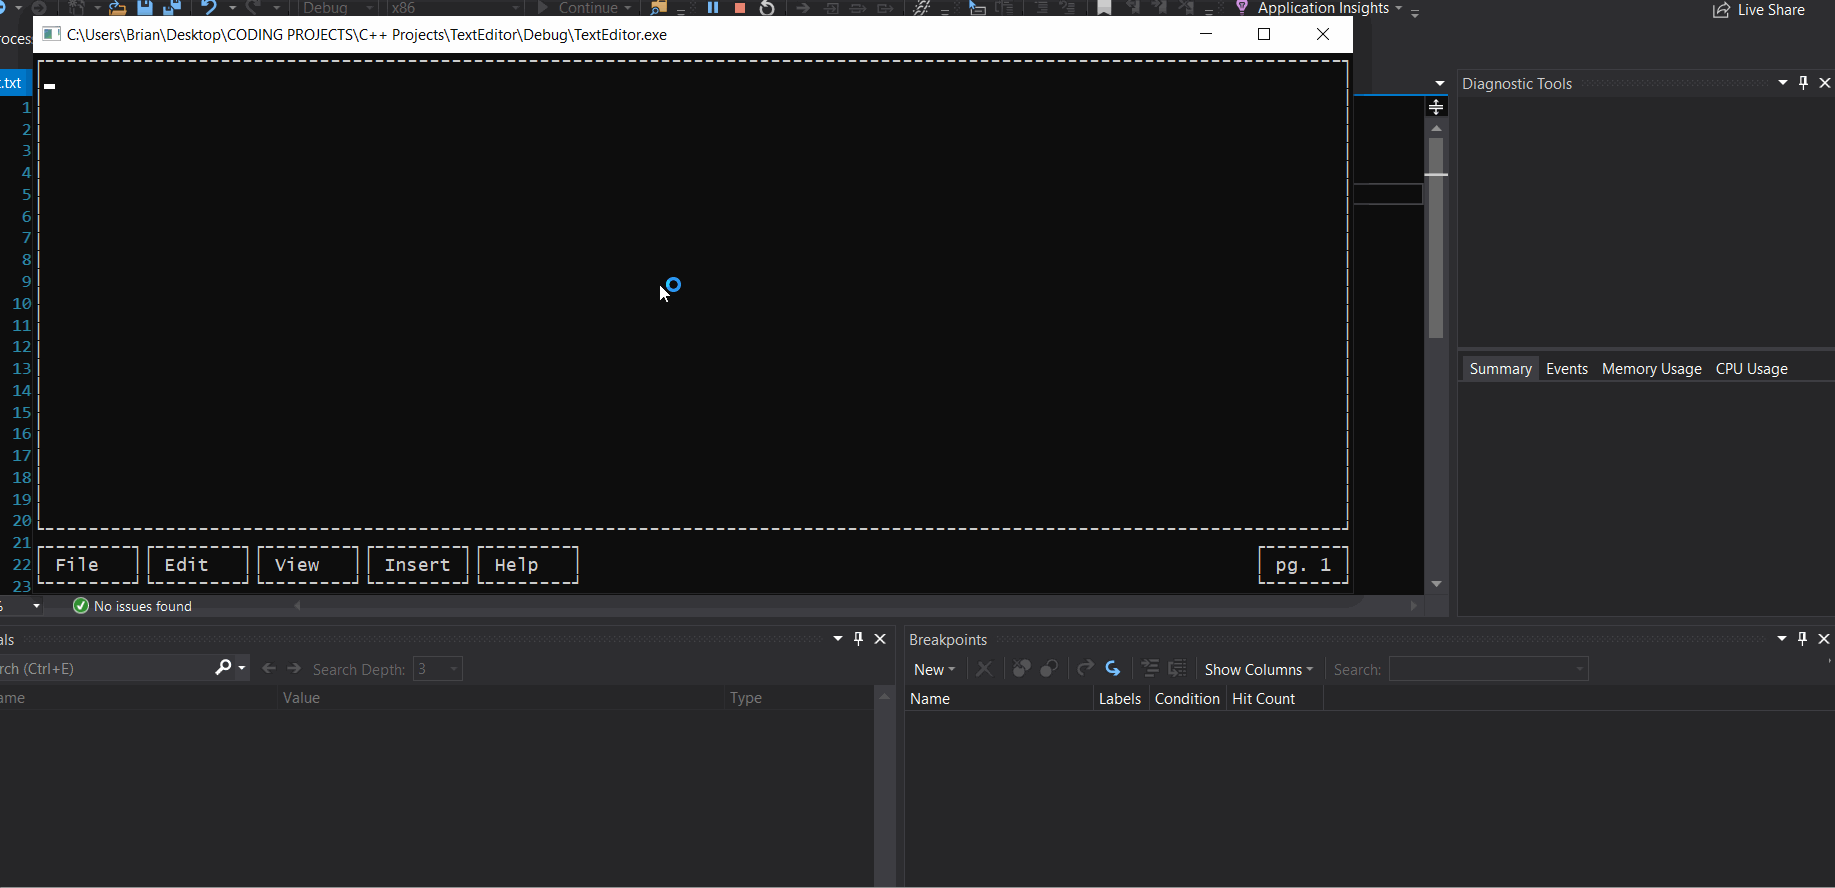 Debug x86 Continue Application Insights Live Share
C:\Users\Brian\Desktop\CODING PROJECTS\C++ Projects\TextEditor\Debug\TextEditor.exe
.txt
Diagnostic Tools
1
2
3
4
5
6
7
8
9
10
11
12
13
14
15
16
17
18
19
20
21
22
23
Summary Events Memory Usage CPU Usage
File Edit View Insert Help pg. 1
% No issues found
als
rch (Ctrl+E) Search Depth: 3
ame Value Type
Breakpoints
New Show Columns Search:
Name Labels Condition Hit Count